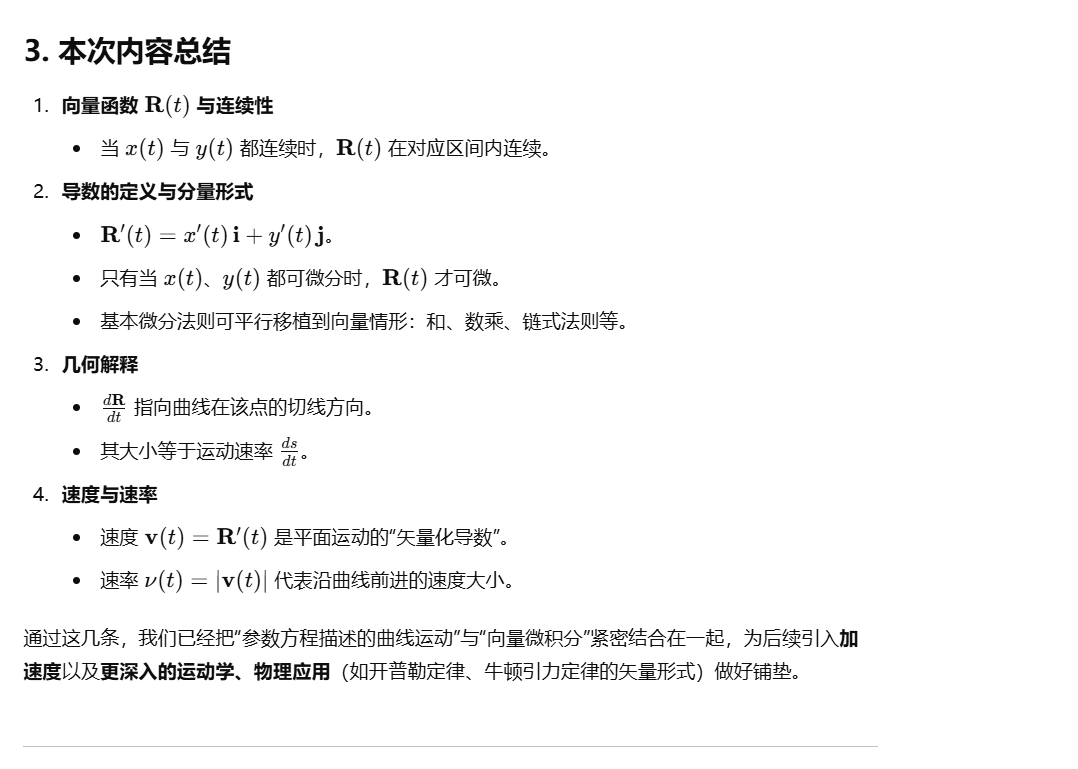 3. 本次内容总结
1. 向量函数 R(t) 与连续性
• 当 x(t) 与 y(t) 都连续时，R(t) 在对应区间内连续。
2. 导数的定义与分量形式
• R′(t) = x′(t) i + y′(t) j。
• 只有当 x(t)、y(t) 都可微分时，R(t) 才可微。
• 基本微分法则可平行移植到向量情形：和、数乘、链式法则等。
3. 几何解释
• dR/dt 指向曲线在该点的切线方向。
• 其大小等于运动速率 ds/dt。
4. 速度与速率
• 速度 v(t) = R′(t) 是平面运动的“矢量化导数”。
• 速率 ν(t) = |v(t)| 代表沿曲线前进的速度大小。
通过这几条，我们已经把“参数方程描述的曲线运动”与“向量微积分”紧密结合在一起，为后续引入加
速度以及更深入的运动学、物理应用（如开普勒定律、牛顿引力定律的矢量形式）做好铺垫。